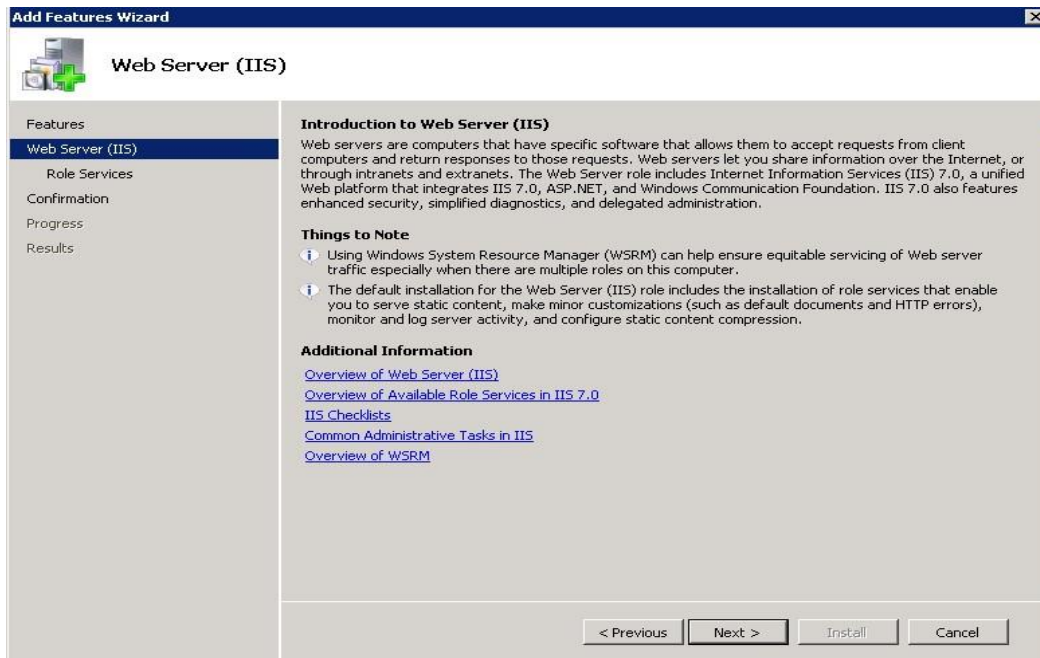 Add Features Wizard
Web Server (IIS)
Features
Web Server (IIS)
Role Services
Confirmation
Progress
Results
Introduction to Web Server (IIS)
Web servers are computers that have specific software that allows them to accept requests from client
computers and return responses to those requests. Web servers let you share information over the Internet, or
through intranets and extranets. The Web Server role includes Internet Information Services (IIS) 7.0, a unified
Web platform that integrates IIS 7.0, ASP.NET, and Windows Communication Foundation. IIS 7.0 also features
enhanced security, simplified diagnostics, and delegated administration.
Things to Note
Using Windows System Resource Manager (WSRM) can help ensure equitable servicing of Web server
traffic especially when there are multiple roles on this computer.
The default installation for the Web Server (IIS) role includes the installation of role services that enable
you to serve static content, make minor customizations (such as default documents and HTTP errors),
monitor and log server activity, and configure static content compression.
Additional Information
Overview of Web Server (IIS)
Overview of Available Role Services in IIS 7.0
IIS Checklists
Common Administrative Tasks in IIS
Overview of WSRM
< Previous
Next >
Install
Cancel